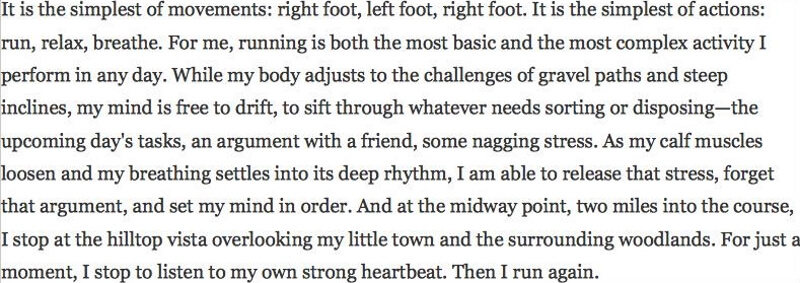 It is the simplest of movements: right foot, left foot, right foot. It is the simplest of actions:
run, relax, breathe. For me, running is both the most basic and the most complex activity I
perform in any day. While my body adjusts to the challenges of gravel paths and steep
inclines, my mind is free to drift, to sift through whatever needs sorting or disposing—the
upcoming day's tasks, an argument with a friend, some nagging stress. As my calf muscles
loosen and my breathing settles into its deep rhythm, I am able to release that stress, forget
that argument, and set my mind in order. And at the midway point, two miles into the course,
I stop at the hilltop vista overlooking my little town and the surrounding woodlands. For just a
moment, I stop to listen to my own strong heartbeat. Then I run again.